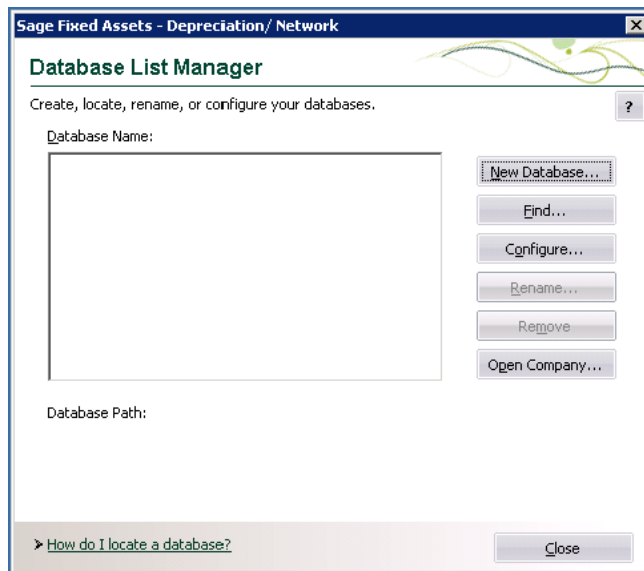 Sage Fixed Assets - Depreciation/ Network
Database List Manager
Create, locate, rename, or configure your databases.
?
Database Name:
New Database...
Find...
Configure...
Rename...
Remove
Open Company...
Database Path:
How do I locate a database?
Close